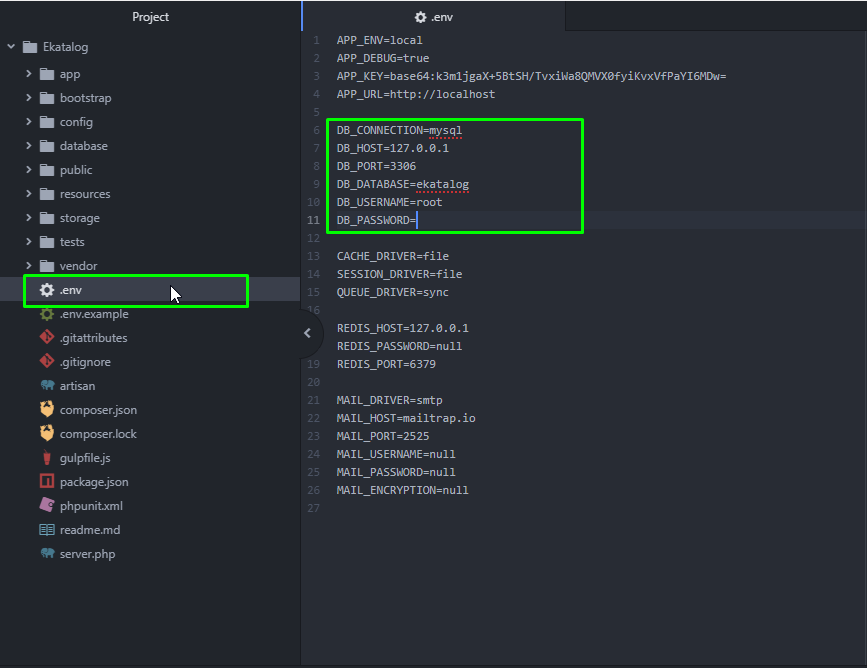 Project
Ekatalog
app
bootstrap
config
database
public
resources
storage
tests
vendor
.env
.env.example
.gitattributes
.gitignore
artisan
composer.json
composer.lock
gulpfile.js
package.json
phpunit.xml
readme.md
server.php
.env
1 APP_ENV=local
2 APP_DEBUG=true
3 APP_KEY=base64:k3m1jgaX+5BtSH/TvxiWa8QMVX0fyiKvxVfPaYI6MDw=
4 APP_URL=http://localhost
5
6 DB_CONNECTION=mysql
7 DB_HOST=127.0.0.1
8 DB_PORT=3306
9 DB_DATABASE=ekatalog
10 DB_USERNAME=root
11 DB_PASSWORD=
12
13 CACHE_DRIVER=file
14 SESSION_DRIVER=file
15 QUEUE_DRIVER=sync
16
REDIS_HOST=127.0.0.1
REDIS_PASSWORD=null
19 REDIS_PORT=6379
20
21 MAIL_DRIVER=smtp
22 MAIL_HOST=mailtrap.io
23 MAIL_PORT=2525
24 MAIL_USERNAME=null
25 MAIL_PASSWORD=null
26 MAIL_ENCRYPTION=null
27